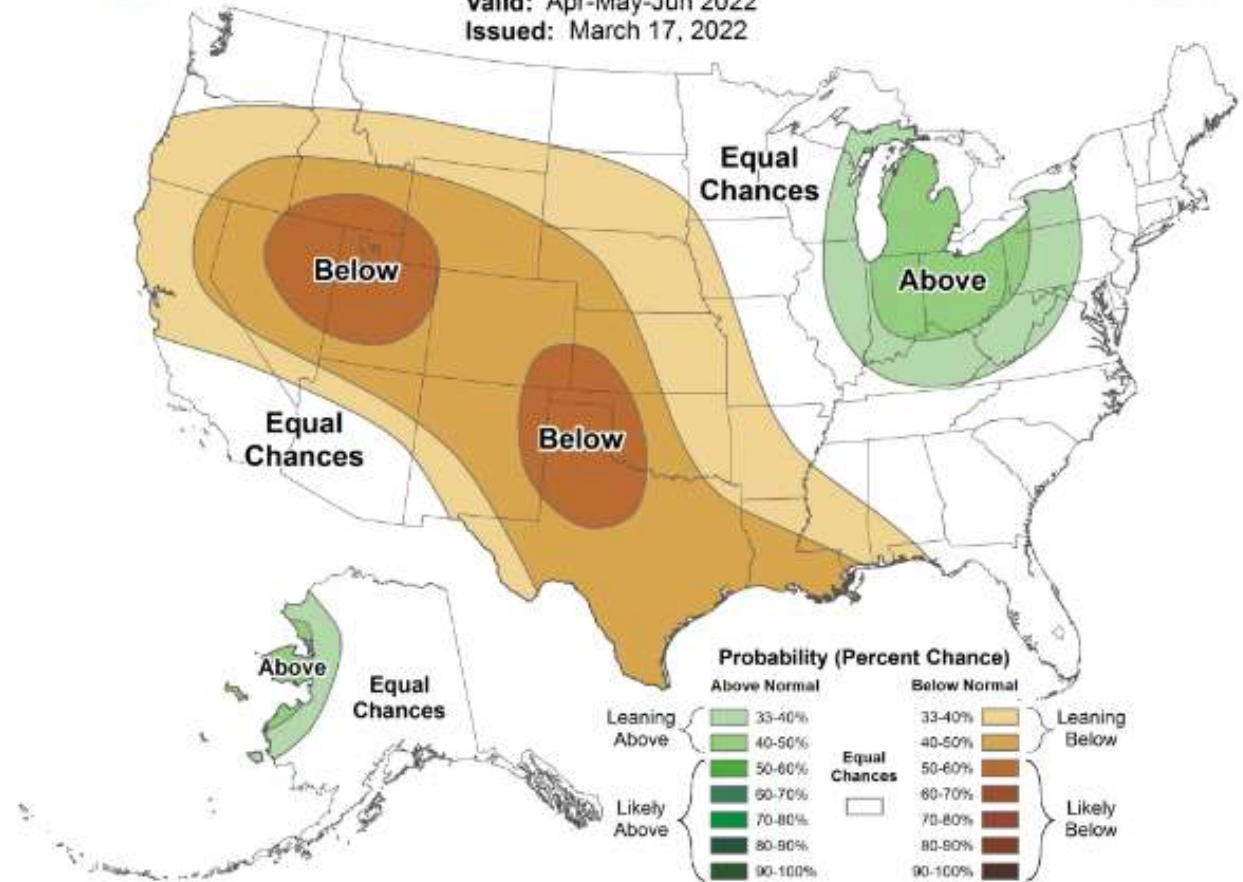 Valid: Apr-May-Jun 2022
Issued: March 17, 2022
Equal
Chances
Above
Below
Below
Equal
Chances
Above
Equal
Chances
Probability (Percent Chance)
Above Normal
Below Normal
Leaning
Above
33-40%
40-50%
Likely
Above
50-60%
60-70%
70-80%
80-90%
90-100%
Equal
Chances
33-40%
40-50%
Leaning
Below
50-60%
60-70%
70-80%
80-90%
90-100%
Likely
Below